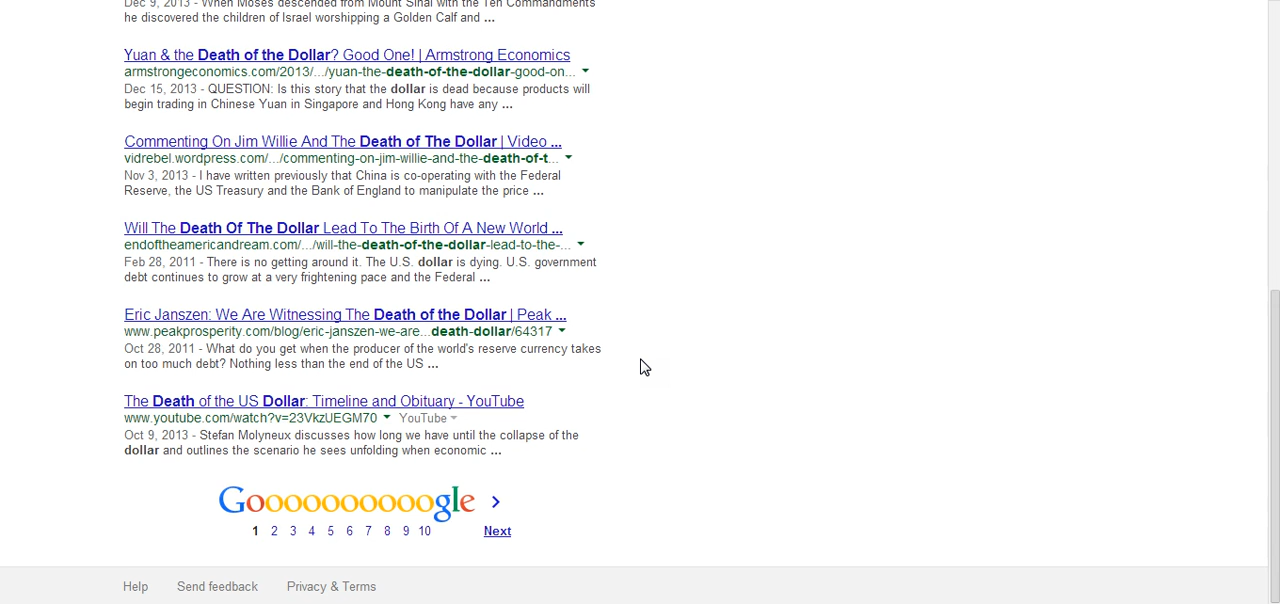 Dec 9, 2013 - When Moses descended from Mount Sinai with the Ten Commandments
he discovered the children of Israel worshipping a Golden Calf and ...
Yuan & the Death of the Dollar? Good One! | Armstrong Economics
armstrongeconomics.com/2013/.../yuan-the-death-of-the-dollar-good-on...
Dec 15, 2013 - QUESTION: Is this story that the dollar is dead because products will
begin trading in Chinese Yuan in Singapore and Hong Kong have any ...
Commenting On Jim Willie And The Death of The Dollar | Video ...
vidrebel.wordpress.com/.../commenting-on-jim-willie-and-the-death-of-t...
Nov 3, 2013 - I have written previously that China is co-operating with the Federal
Reserve, the US Treasury and the Bank of England to manipulate the price ...
Will The Death Of The Dollar Lead To The Birth Of A New World ...
endoftheamericandream.com/.../will-the-death-of-the-dollar-lead-to-the-...
Feb 28, 2011 - There is no getting around it. The U.S. dollar is dying. U.S. government
debt continues to grow at a very frightening pace and the Federal ...
Eric Janszen: We Are Witnessing The Death of the Dollar | Peak ...
www.peakprosperity.com/blog/eric-janszen-we-are...death-dollar/64317
Oct 28, 2011 - What do you get when the producer of the world's reserve currency takes
on too much debt? Nothing less than the end of the US ...
The Death of the US Dollar: Timeline and Obituary - YouTube
www.youtube.com/watch?v=23VkzUEGM70 YouTube
Oct 9, 2013 - Stefan Molyneux discusses how long we have until the collapse of the
dollar and outlines the scenario he sees unfolding when economic ...
Goooooooooogle >
1 2 3 4 5 6 7 8 9 10 Next
Help Send feedback Privacy & Terms